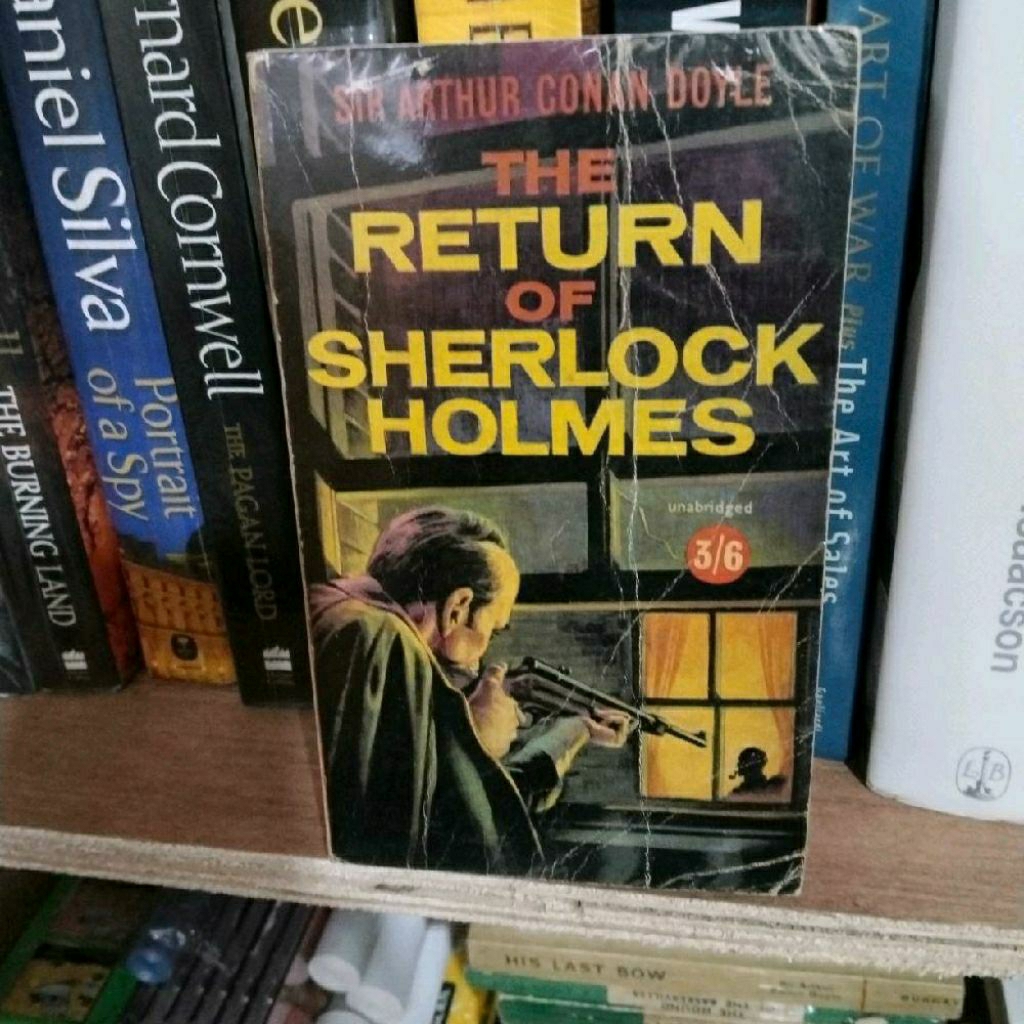 SIR ARTHUR CONAN DOYLE
THE
RETURN
OF
SHERLOCK
HOLMES
unabridged
3/6
THE BURNING LAND
aniel Silva
Portrait
of a Spy
rnard Cornwell
THE PAGAN LORD
ART OF WAR Plus The Art of Sales
HIS LAST BOW